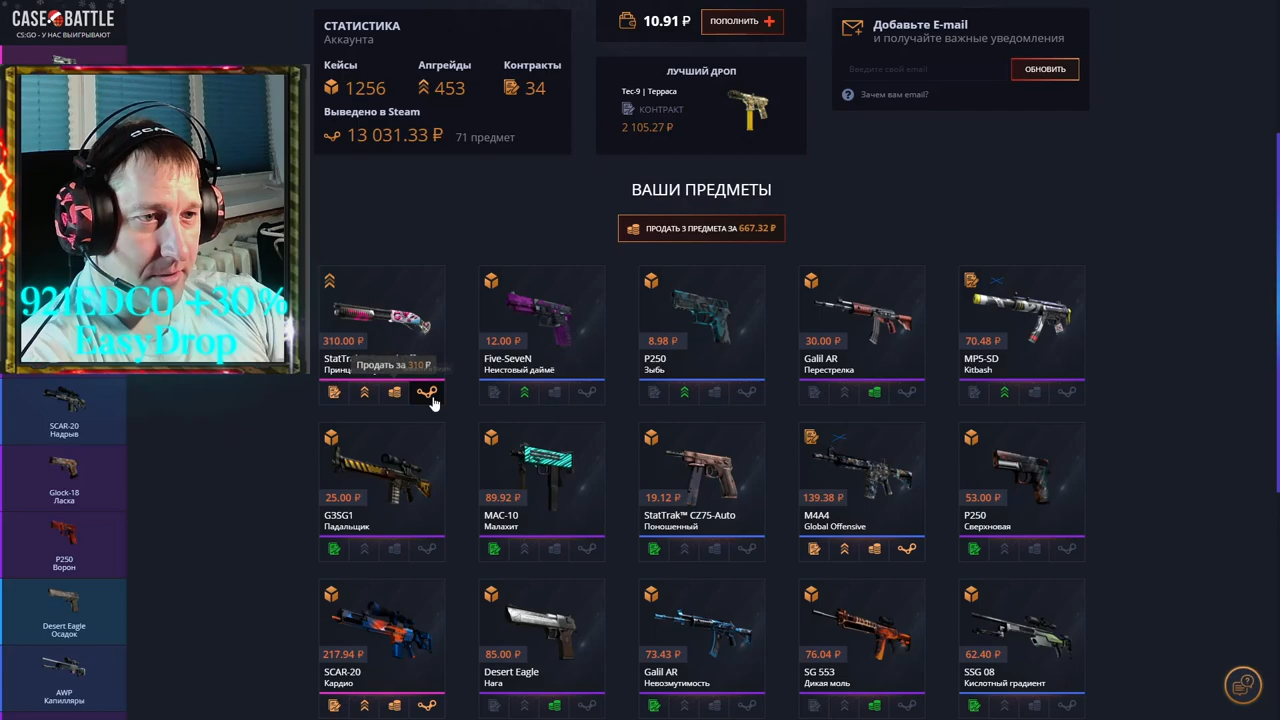 CASE BATTLE
CS:GO - У НАС ВЫИГРЫВАЮТ
СТАТИСТИКА
Аккаунта
Кейсы
Апгрейды
Контракты
1256
453
34
Выведено в Steam
13 031.33 ₽
71 предмет
10.91 ₽
ПОПОЛНИТЬ
ЛУЧШИЙ ДРОП
Tec-9 | Терраса
КОНТРАКТ
2 105.27 ₽
Добавьте E-mail
и получайте важные уведомления
Введите свой email
ОБНОВИТЬ
Зачем вам email?
ВАШИ ПРЕДМЕТЫ
ПРОДАТЬ 3 ПРЕДМЕТА ЗА 667.32 ₽
921EDC0 +30%
EasyDrop
310.00 ₽
Продать за 310 ₽
12.00 ₽
Five-SeveN
Неистовый даймё
8.98 ₽
P250
Зыбь
30.00 ₽
Galil AR
Перестрелка
70.48 ₽
MP5-SD
Kitbash
25.00 ₽
G3SG1
Падальщик
89.92 ₽
MAC-10
Малахит
19.12 ₽
StatTrak™ CZ75-Auto
Поношенный
139.38 ₽
M4A4
Global Offensive
53.00 ₽
P250
Сверхновая
217.94 ₽
SCAR-20
Кардио
85.00 ₽
Desert Eagle
Нага
73.43 ₽
Galil AR
Невозмутимость
76.04 ₽
SG 553
Дикая моль
62.40 ₽
SSG 08
Кислотный градиент
SCAR-20
Надрыв
Glock-18
Ласка
P250
Ворон
Desert Eagle
Осадок
AWP
Капилляры